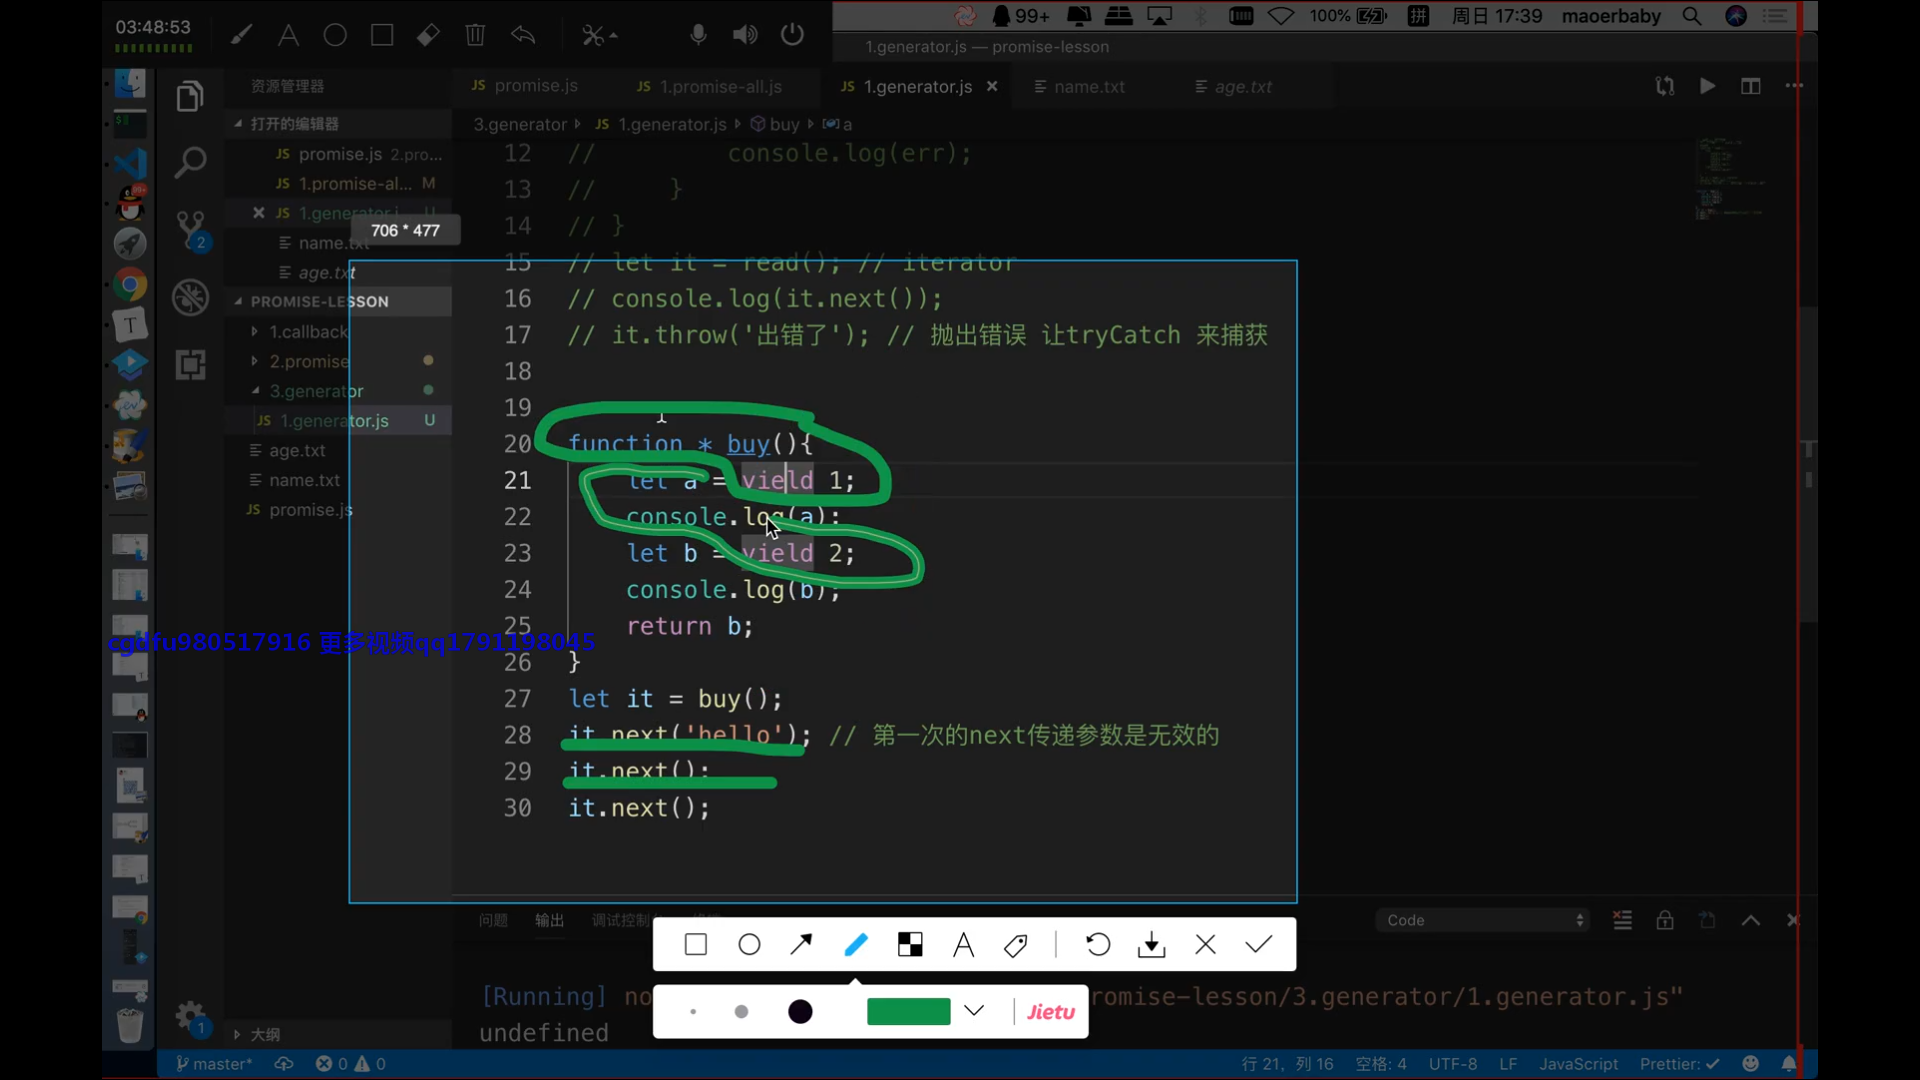 03:48:53
99+
100%
拼
周日 17:39
maoerbaby
1.generator.js — promise-lesson
资源管理器
JS promise.js
JS 1.promise-all.js
JS 1.generator.js
name.txt
age.txt
打开的编辑器
3.generator JS 1.generator.js buy a
JS promise.js 2.pro...
JS 1.promise-al... M
JS 1.generator.j U
name.txt
age.txt
706 * 477
PROMISE-LESSON
1.callback
2.promise
3.generator
JS 1.generator.js U
age.txt
name.txt
JS promise.js
12 // console.log(err);
13 // }
14 // }
15 // let it = read(); // iterator
16 // console.log(it.next());
17 // it.throw('出错了'); // 抛出错误 让tryCatch 来捕获
18
19
20 function * buy(){
21 let a = yield 1;
22 console.log(a);
23 let b = yield 2;
24 console.log(b);
25 return b;
26 }
27 let it = buy();
28 it.next('hello'); // 第一次的next传递参数是无效的
29 it.next();
30 it.next();
cgdfu980517916 更多视频qq1791198045
问题 输出 调试控制台
Code
Jietu
[Running] no
romise-lesson/3.generator/1.generator.js"
undefined
大纲
2
1
master*
0 0
行 21，列 16
空格: 4
UTF-8
LF
JavaScript
Prettier: